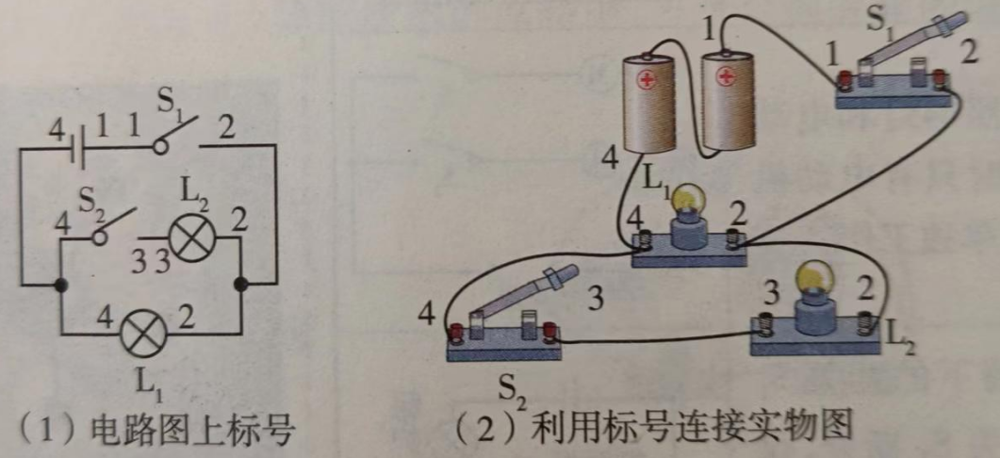 S₁
4 1 1 2
S₂ L₂
4 3 3 2
4 2
L₁
(1)电路图上标号
1 S₁
1 2
+ +
4 L₁
4 2
4 3 3 2
L₂
S₂
(2)利用标号连接实物图